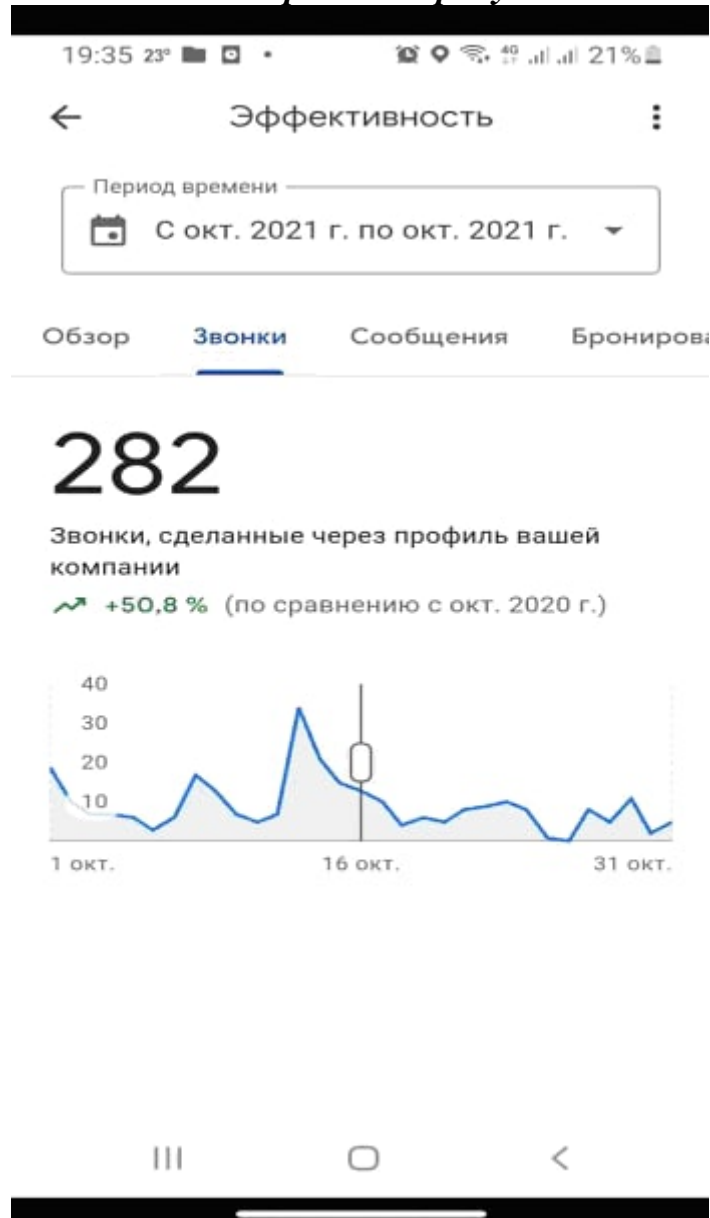 19:35 23° 4G 21%
Эффективность
Период времени
С окт. 2021 г. по окт. 2021 г.
Обзор Звонки Сообщения Бронирова
282
Звонки, сделанные через профиль вашей
компании
+50,8 % (по сравнению с окт. 2020 г.)
40
30
20
10
1 окт. 16 окт. 31 окт.